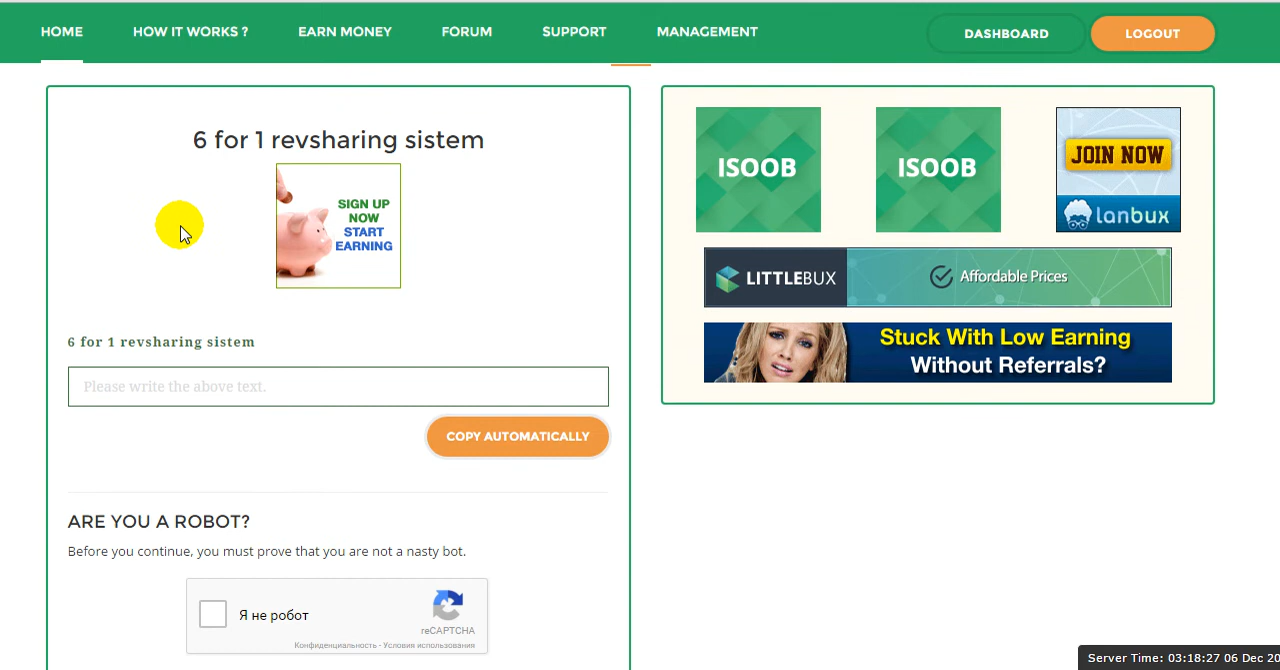 HOME
HOW IT WORKS ?
EARN MONEY
FORUM
SUPPORT
MANAGEMENT
DASHBOARD
LOGOUT
6 for 1 revsharing sistem
SIGN UP
NOW
START
EARNING
6 for 1 revsharing sistem
Please write the above text.
COPY AUTOMATICALLY
ARE YOU A ROBOT?
Before you continue, you must prove that you are not a nasty bot.
Я не робот
reCAPTCHA
Конфиденциальность - Условия использования
ISOOB
ISOOB
JOIN NOW
lanbux
LITTLEBUX
Affordable Prices
Stuck With Low Earning
Without Referrals?
Server Time: 03:18:27 06 Dec 20